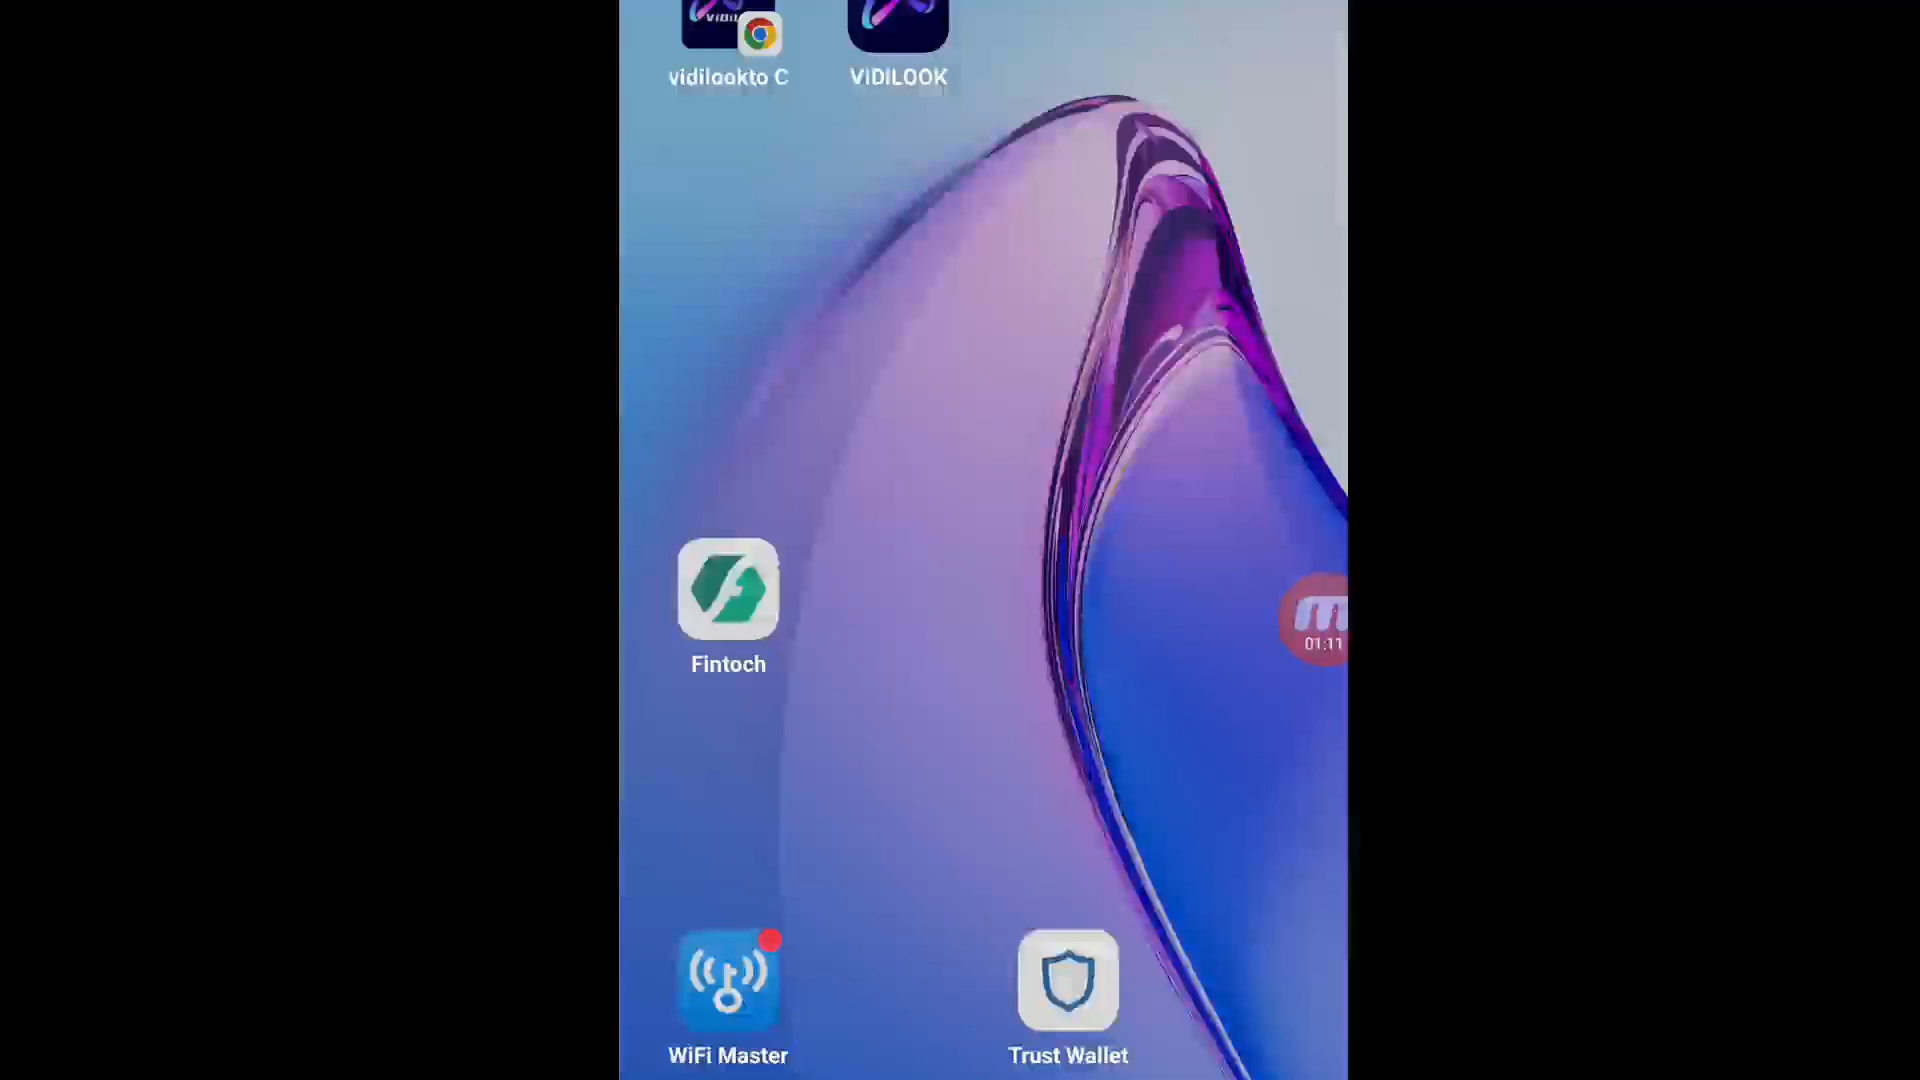 vidilookto C
VIDILOOK
Fintoch
01:11
WiFi Master
Trust Wallet